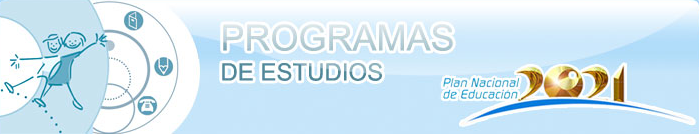 PROGRAMAS
DE ESTUDIOS
Plan Nacional
de Educación
2021